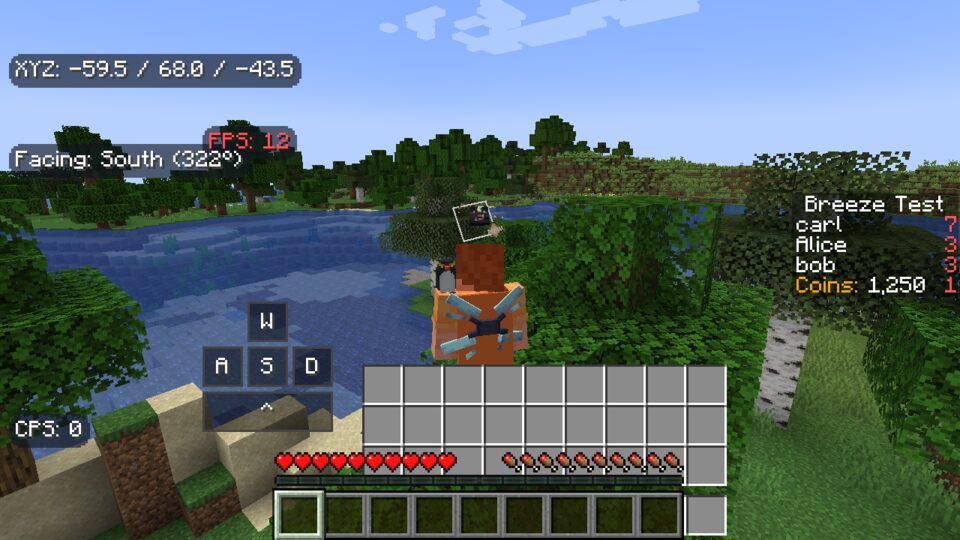 XYZ: -59.5 / 68.0 / -43.5
FPS: 12
Facing: South (322°)
Breeze Test
carl 7
Alice 3
bob 3
Coins: 1,250 1
W
A S D
^
CPS: 0